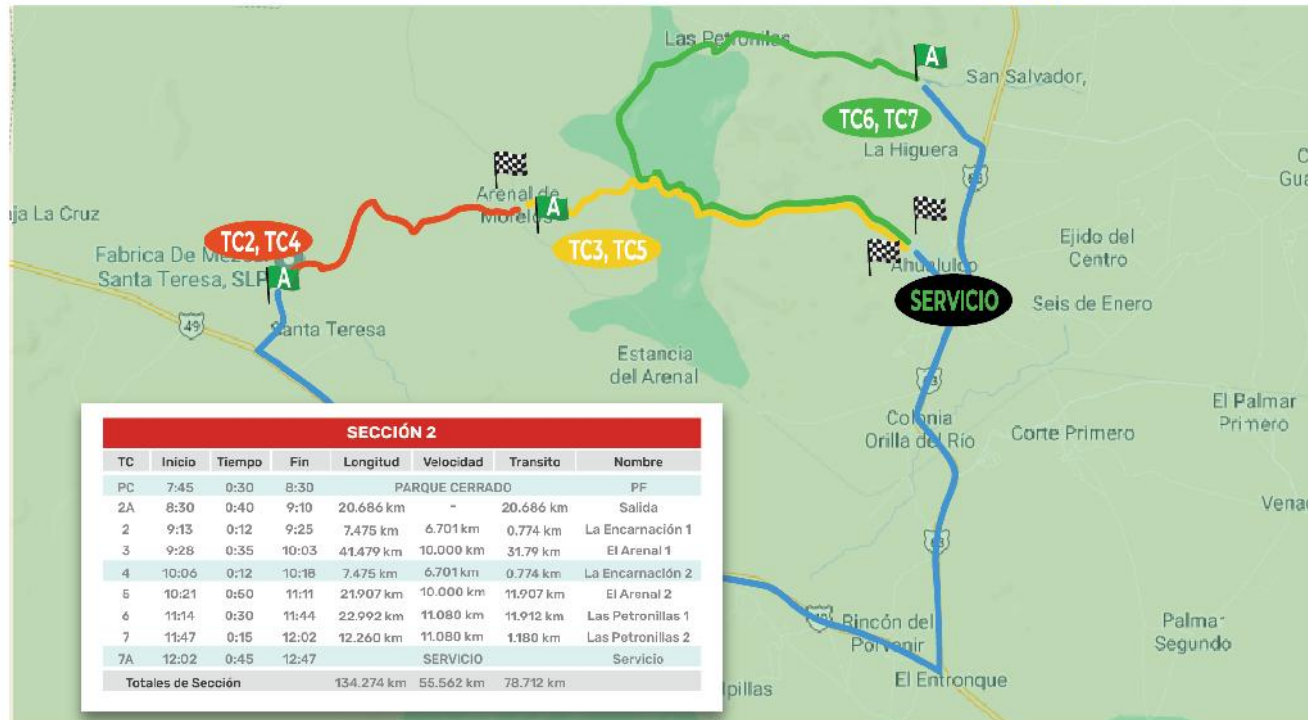 Las Petronilas
A
San Salvador,
TC6, TC7
La Higuera
Arenal de
Morelos
A
aja La Cruz
TC2, TC4
TC3, TC5
Fabrica De Mezcal
Santa Teresa, SLP
A
Ejido del
Centro
Ahualulco
SERVICIO
Seis de Enero
49
Santa Teresa
Estancia
del Arenal
63
El Palmar
Primero
Colonia
Orilla del Río
Corte Primero
Vena
63
Rincón del
Porvenir
Palmar
Segundo
El Entronque
SECCIÓN 2
TC Inicio Tiempo Fin Longitud Velocidad Transito Nombre
PC 7:45 0:30 8:30 PARQUE CERRADO PF
2A 8:30 0:40 9:10 20.686 km - 20.686 km Salida
2 9:13 0:12 9:25 7.475 km 6.701 km 0.774 km La Encarnación 1
3 9:28 0:35 10:03 41.479 km 10.000 km 31.79 km El Arenal 1
4 10:06 0:12 10:18 7.475 km 6.701 km 0.774 km La Encarnación 2
5 10:21 0:50 11:11 21.907 km 10.000 km 11.907 km El Arenal 2
6 11:14 0:30 11:44 22.992 km 11.080 km 11.912 km Las Petronillas 1
7 11:47 0:15 12:02 12.260 km 11.080 km 1.180 km Las Petronillas 2
7A 12:02 0:45 12:47 SERVICIO Servicio
Totales de Sección 134.274 km 55.562 km 78.712 km